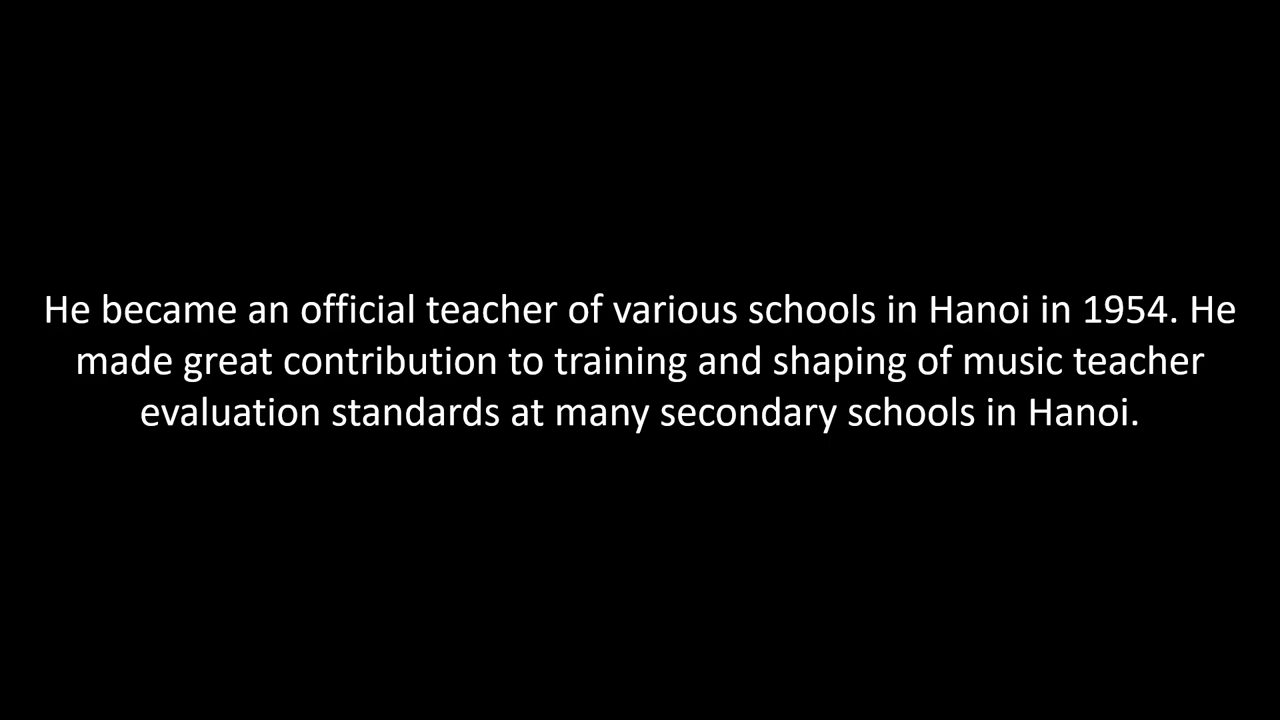 He became an official teacher of various schools in Hanoi in 1954. He
made great contribution to training and shaping of music teacher
evaluation standards at many secondary schools in Hanoi.